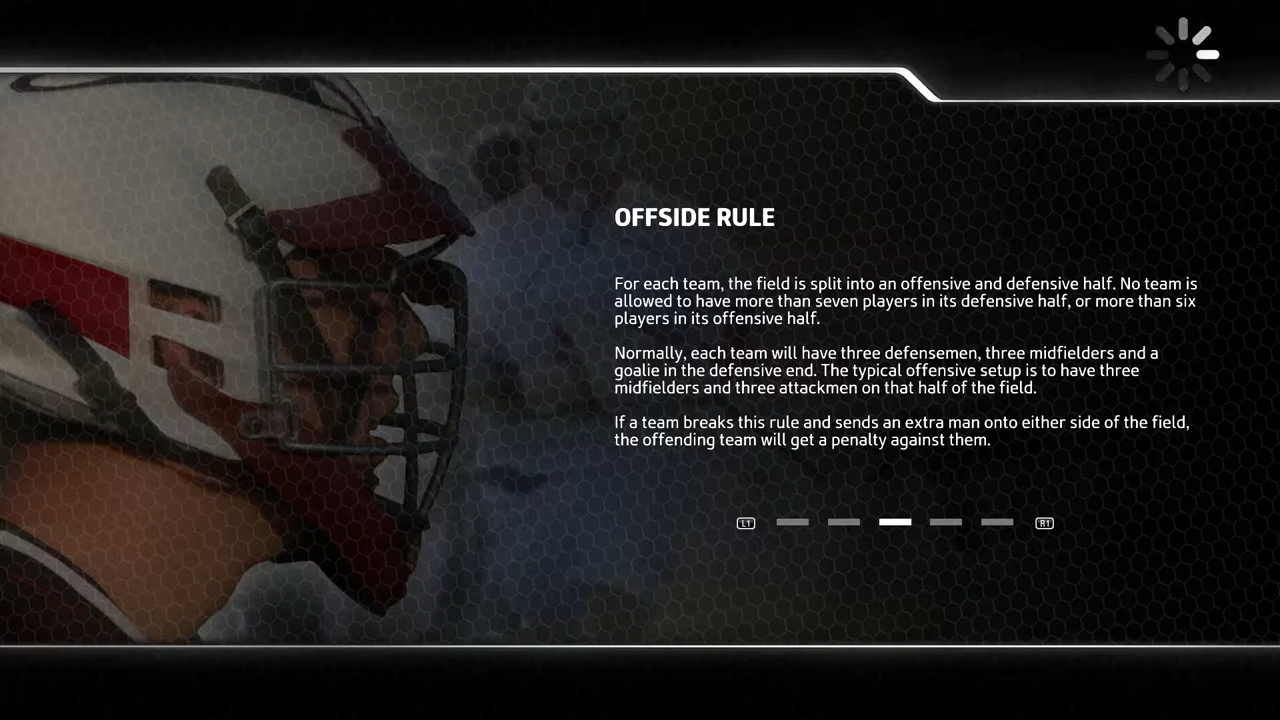 OFFSIDE RULE
For each team, the field is split into an offensive and defensive half. No team is
allowed to have more than seven players in its defensive half, or more than six
players in its offensive half.
Normally, each team will have three defensemen, three midfielders and a
goalie in the defensive end. The typical offensive setup is to have three
midfielders and three attackmen on that half of the field.
If a team breaks this rule and sends an extra man onto either side of the field,
the offending team will get a penalty against them.
L1 R1